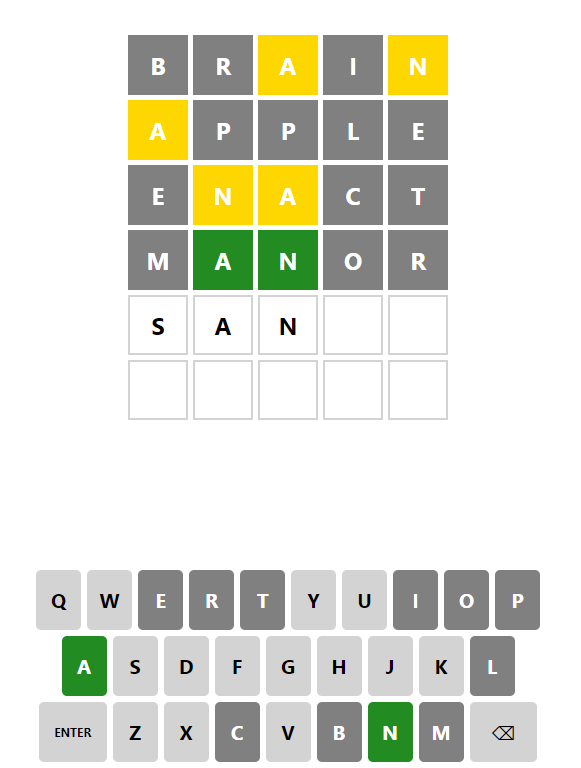 B R A I N
A P P L E
E N A C T
M A N O R
S A N
Q W E R T Y U I O P
A S D F G H J K L
ENTER Z X C V B N M ⌫